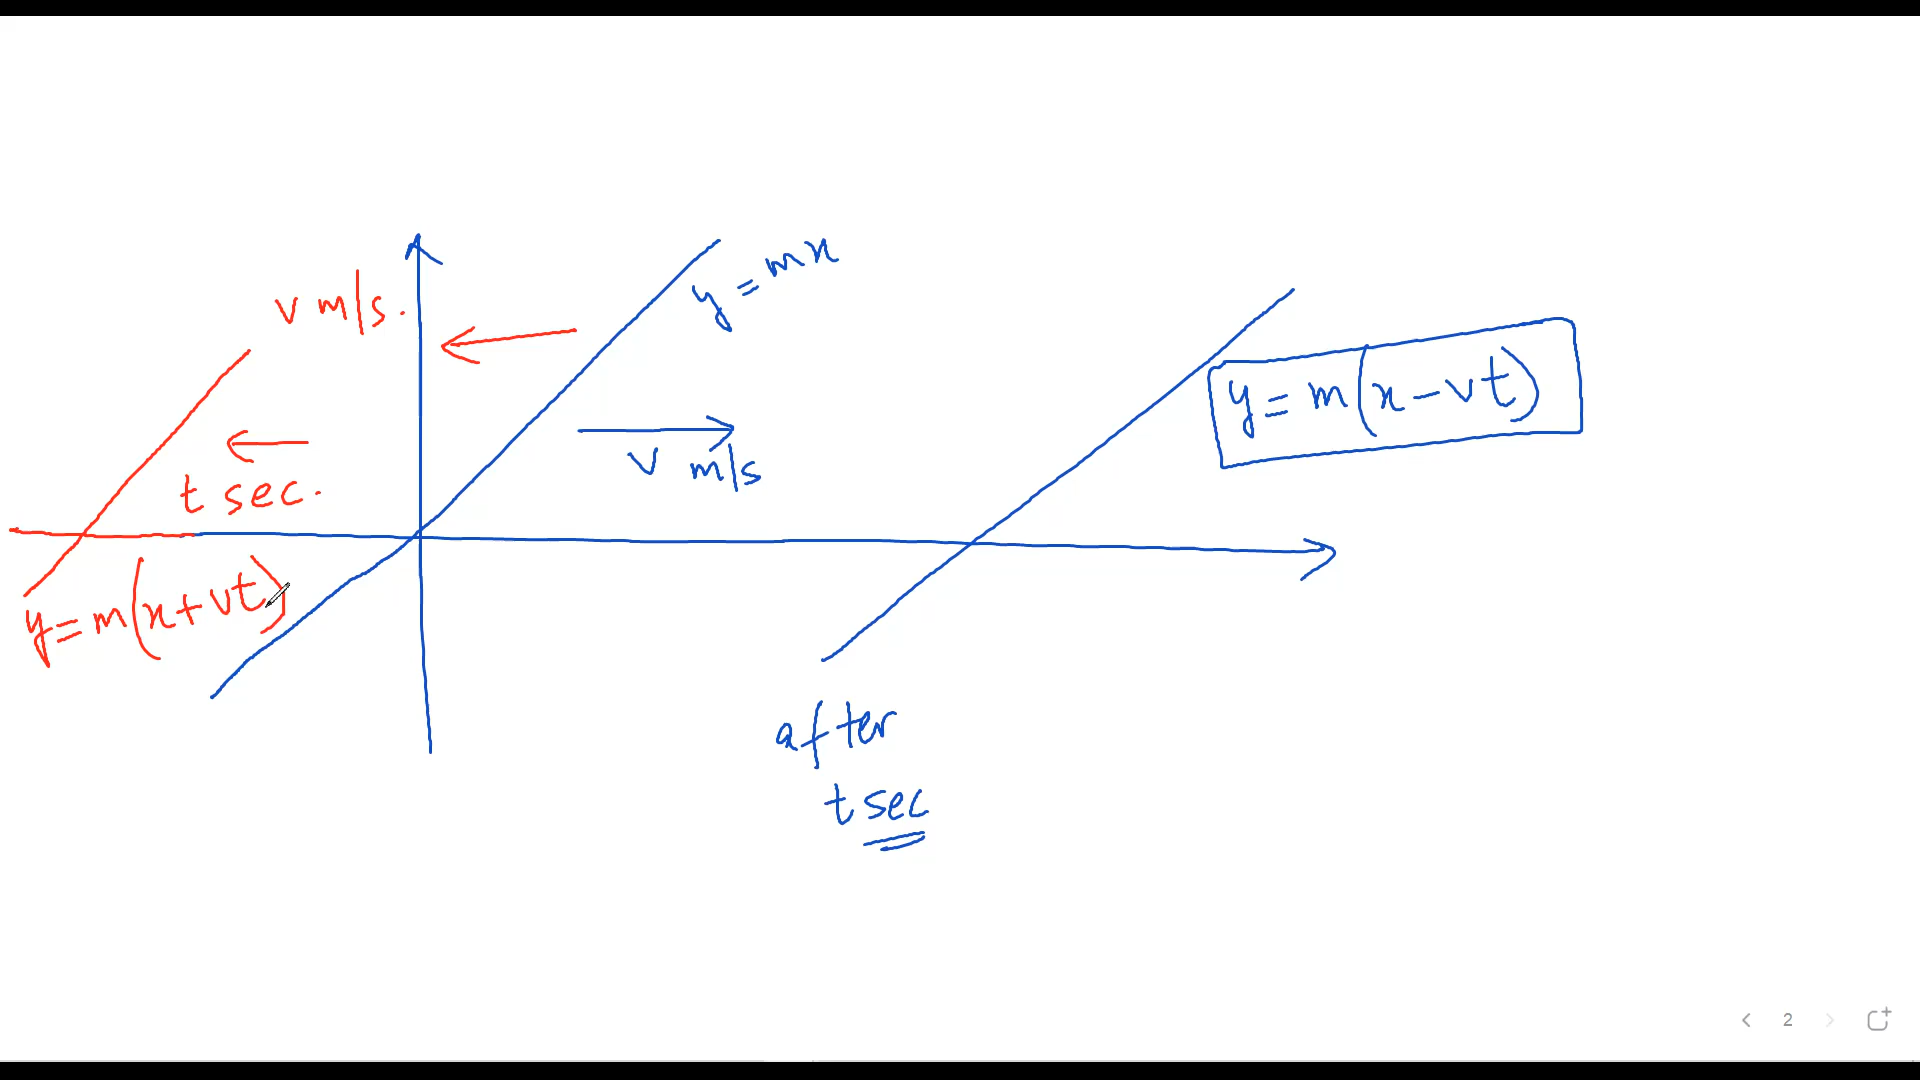 y = mx
v m/s.
y = m(x - vt)
v m/s
t sec.
y = m(x + vt)
after
t sec
2